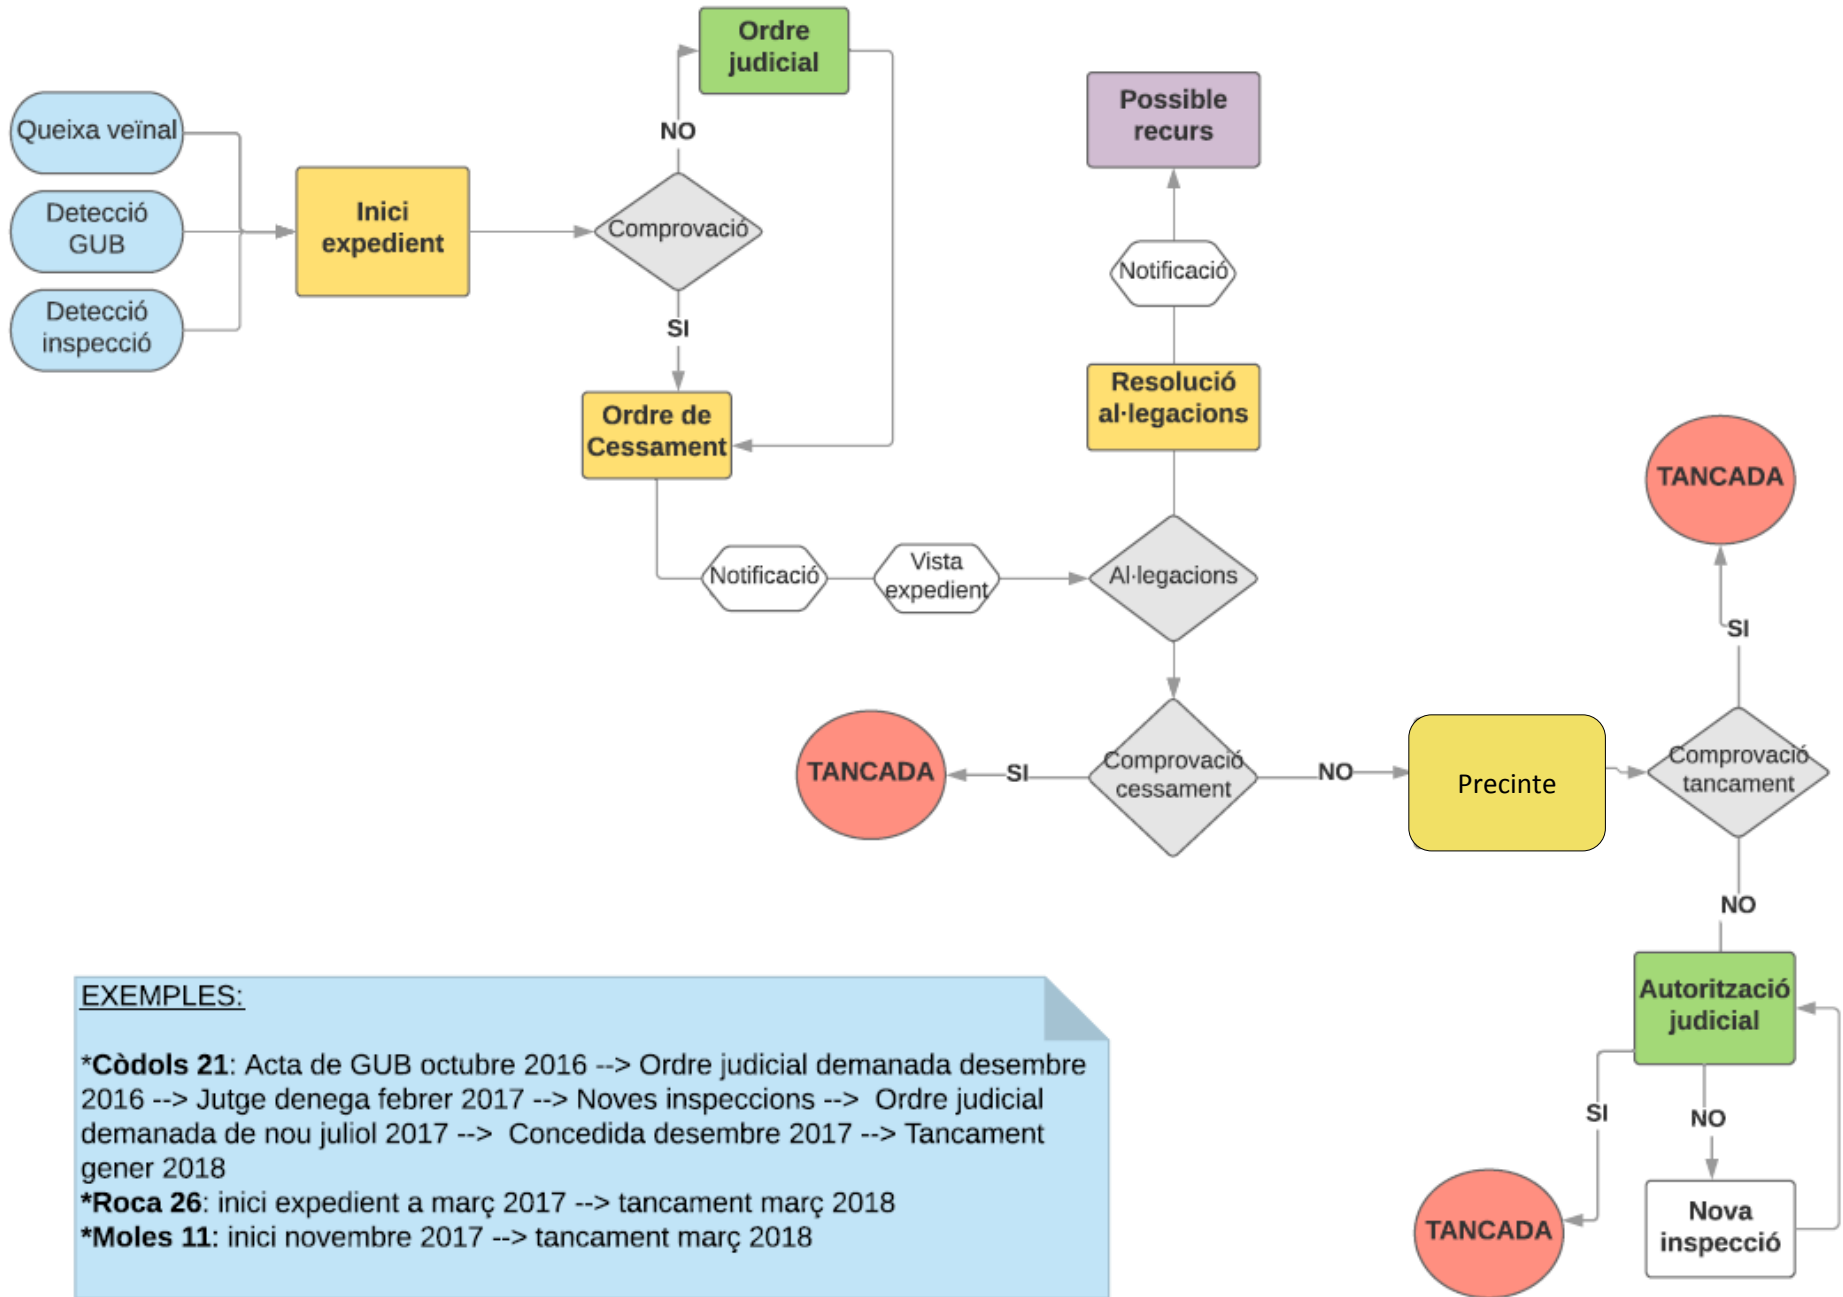 Ordre
judicial
Possible
recurs
Queixa veïnal
NO
Detecció
GUB
Inici
expedient
Comprovació
Notificació
Detecció
inspecció
SI
Resolució
al·legacions
Ordre de
Cessament
TANCADA
Notificació
Vista
expedient
Al·legacions
SI
TANCADA
SI
Comprovació
cessament
NO
Precinte
Comprovació
tancament
NO
Autorització
judicial
SI
NO
TANCADA
Nova
inspecció
EXEMPLES:
*Còdols 21: Acta de GUB octubre 2016 --> Ordre judicial demanada desembre
2016 --> Jutge denega febrer 2017 --> Noves inspeccions --> Ordre judicial
demanada de nou juliol 2017 --> Concedida desembre 2017 --> Tancament
gener 2018
*Roca 26: inici expedient a març 2017 --> tancament març 2018
*Moles 11: inici novembre 2017 --> tancament març 2018